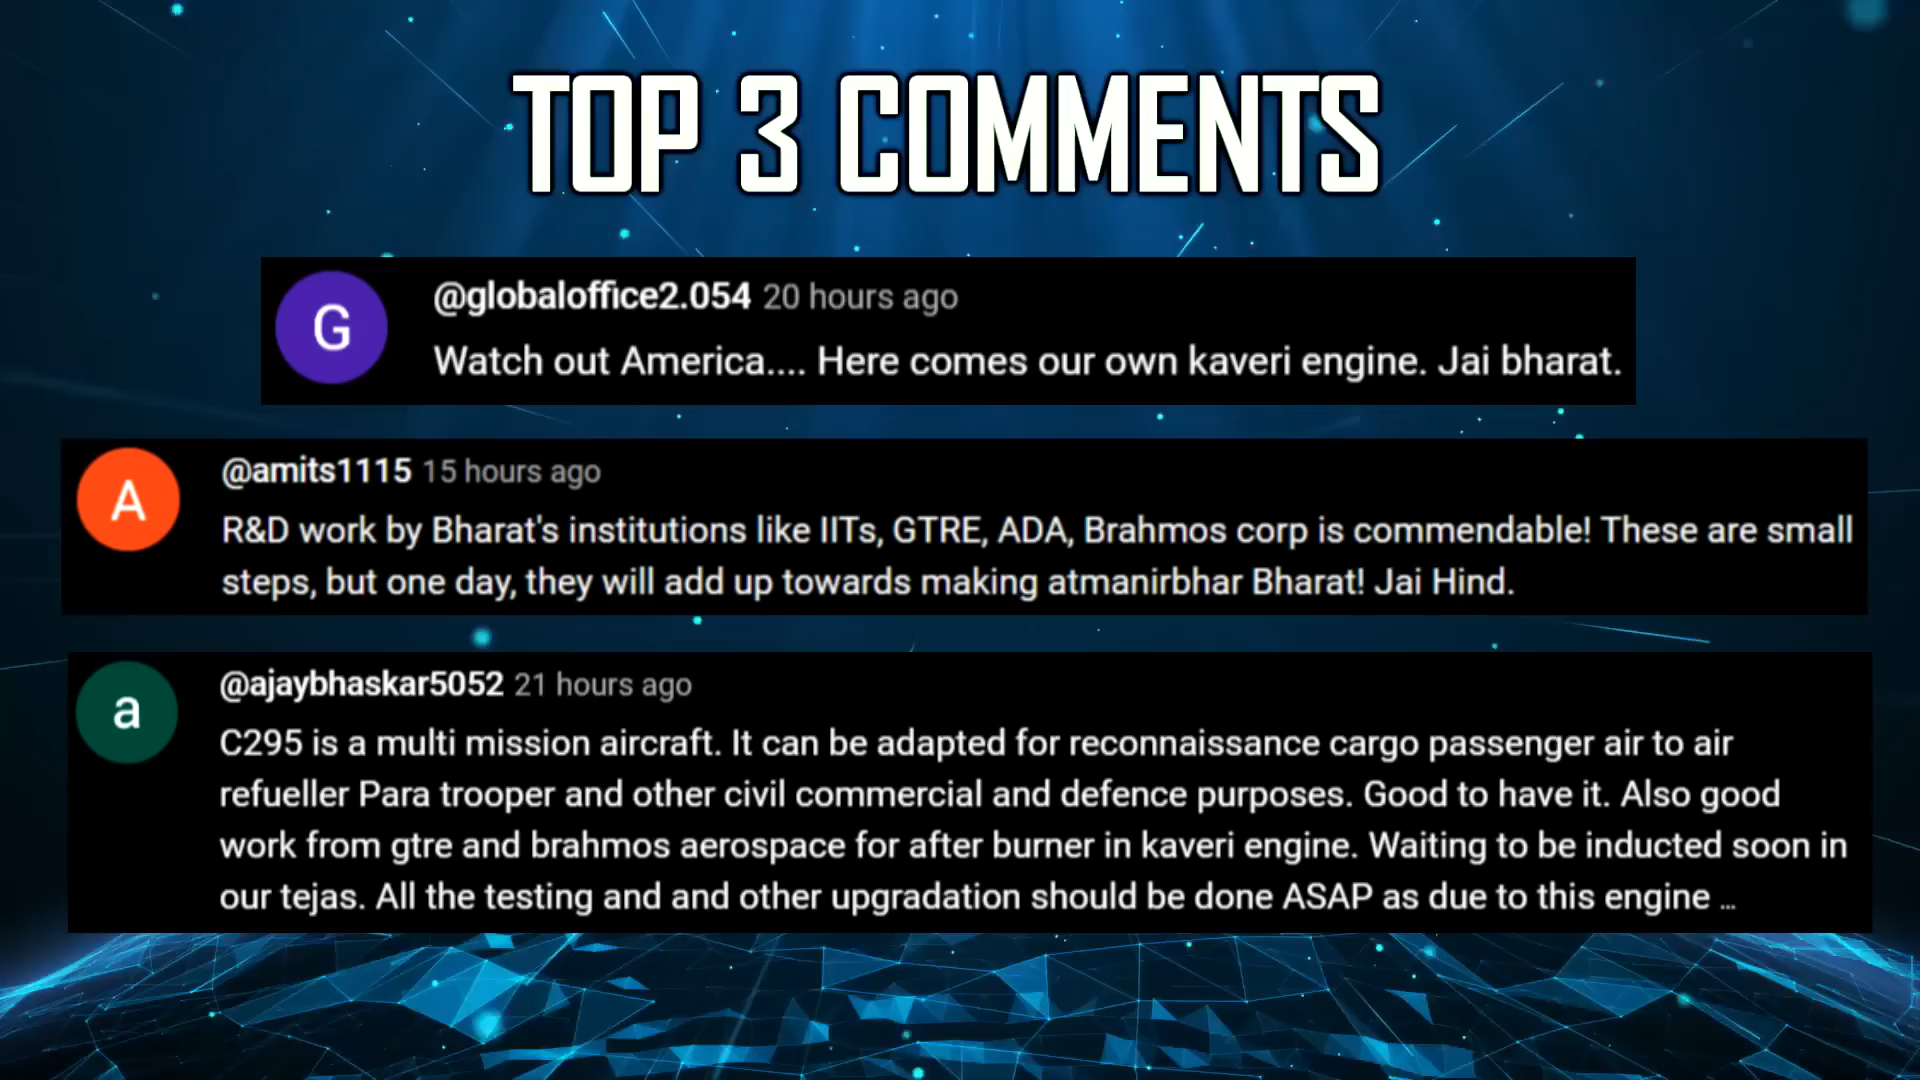 TOP 3 COMMENTS
G
@globaloffice2.054 20 hours ago
Watch out America.... Here comes our own kaveri engine. Jai bharat.
A
@amits1115 15 hours ago
R&D work by Bharat's institutions like IITs, GTRE, ADA, Brahmos corp is commendable! These are small
steps, but one day, they will add up towards making atmanirbhar Bharat! Jai Hind.
a
@ajaybhaskar5052 21 hours ago
C295 is a multi mission aircraft. It can be adapted for reconnaissance cargo passenger air to air
refueller Para trooper and other civil commercial and defence purposes. Good to have it. Also good
work from gtre and brahmos aerospace for after burner in kaveri engine. Waiting to be inducted soon in
our tejas. All the testing and and other upgradation should be done ASAP as due to this engine ...